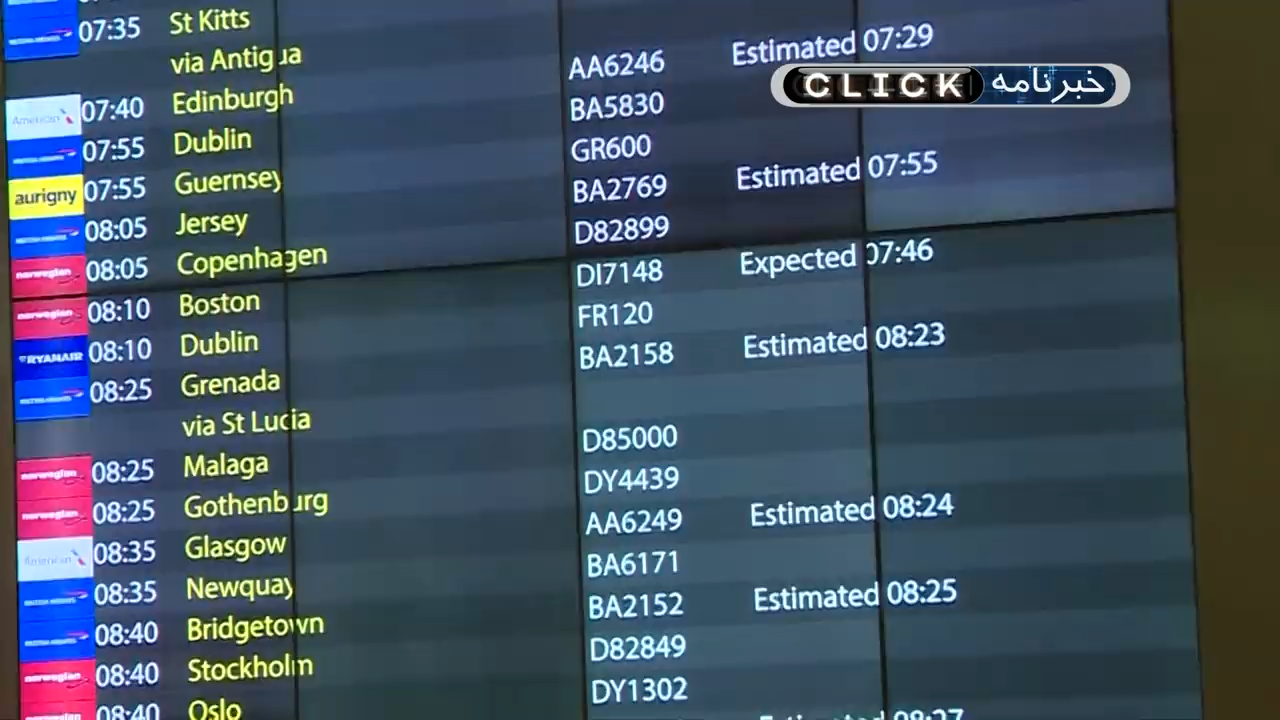 07:35 St Kitts
via Antigua
American 07:40 Edinburgh AA6246 Estimated 07:29
CLICK خبرنامه
07:55 Dublin BA5830
aurigny 07:55 Guernsey GR600
08:05 Jersey BA2769 Estimated 07:55
norwegian 08:05 Copenhagen D82899
norwegian 08:10 Boston DI7148 Expected 07:46
RYANAIR 08:10 Dublin FR120
08:25 Grenada BA2158 Estimated 08:23
via St Lucia
norwegian 08:25 Malaga D85000
norwegian 08:25 Gothenburg DY4439
American 08:35 Glasgow AA6249 Estimated 08:24
08:35 Newquay BA6171
08:40 Bridgetown BA2152 Estimated 08:25
norwegian 08:40 Stockholm D82849
norwegian 08:40 Oslo DY1302
Estimated 08:27